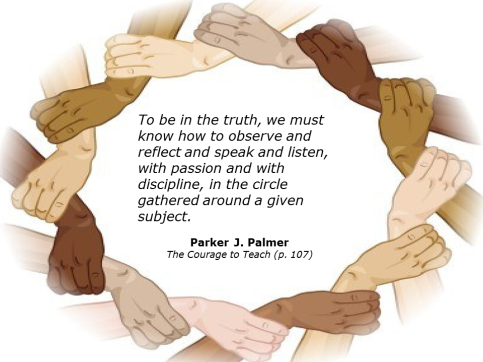 To be in the truth, we must
know how to observe and
reflect and speak and listen,
with passion and with
discipline, in the circle
gathered around a given
subject.
Parker J. Palmer
The Courage to Teach (p. 107)